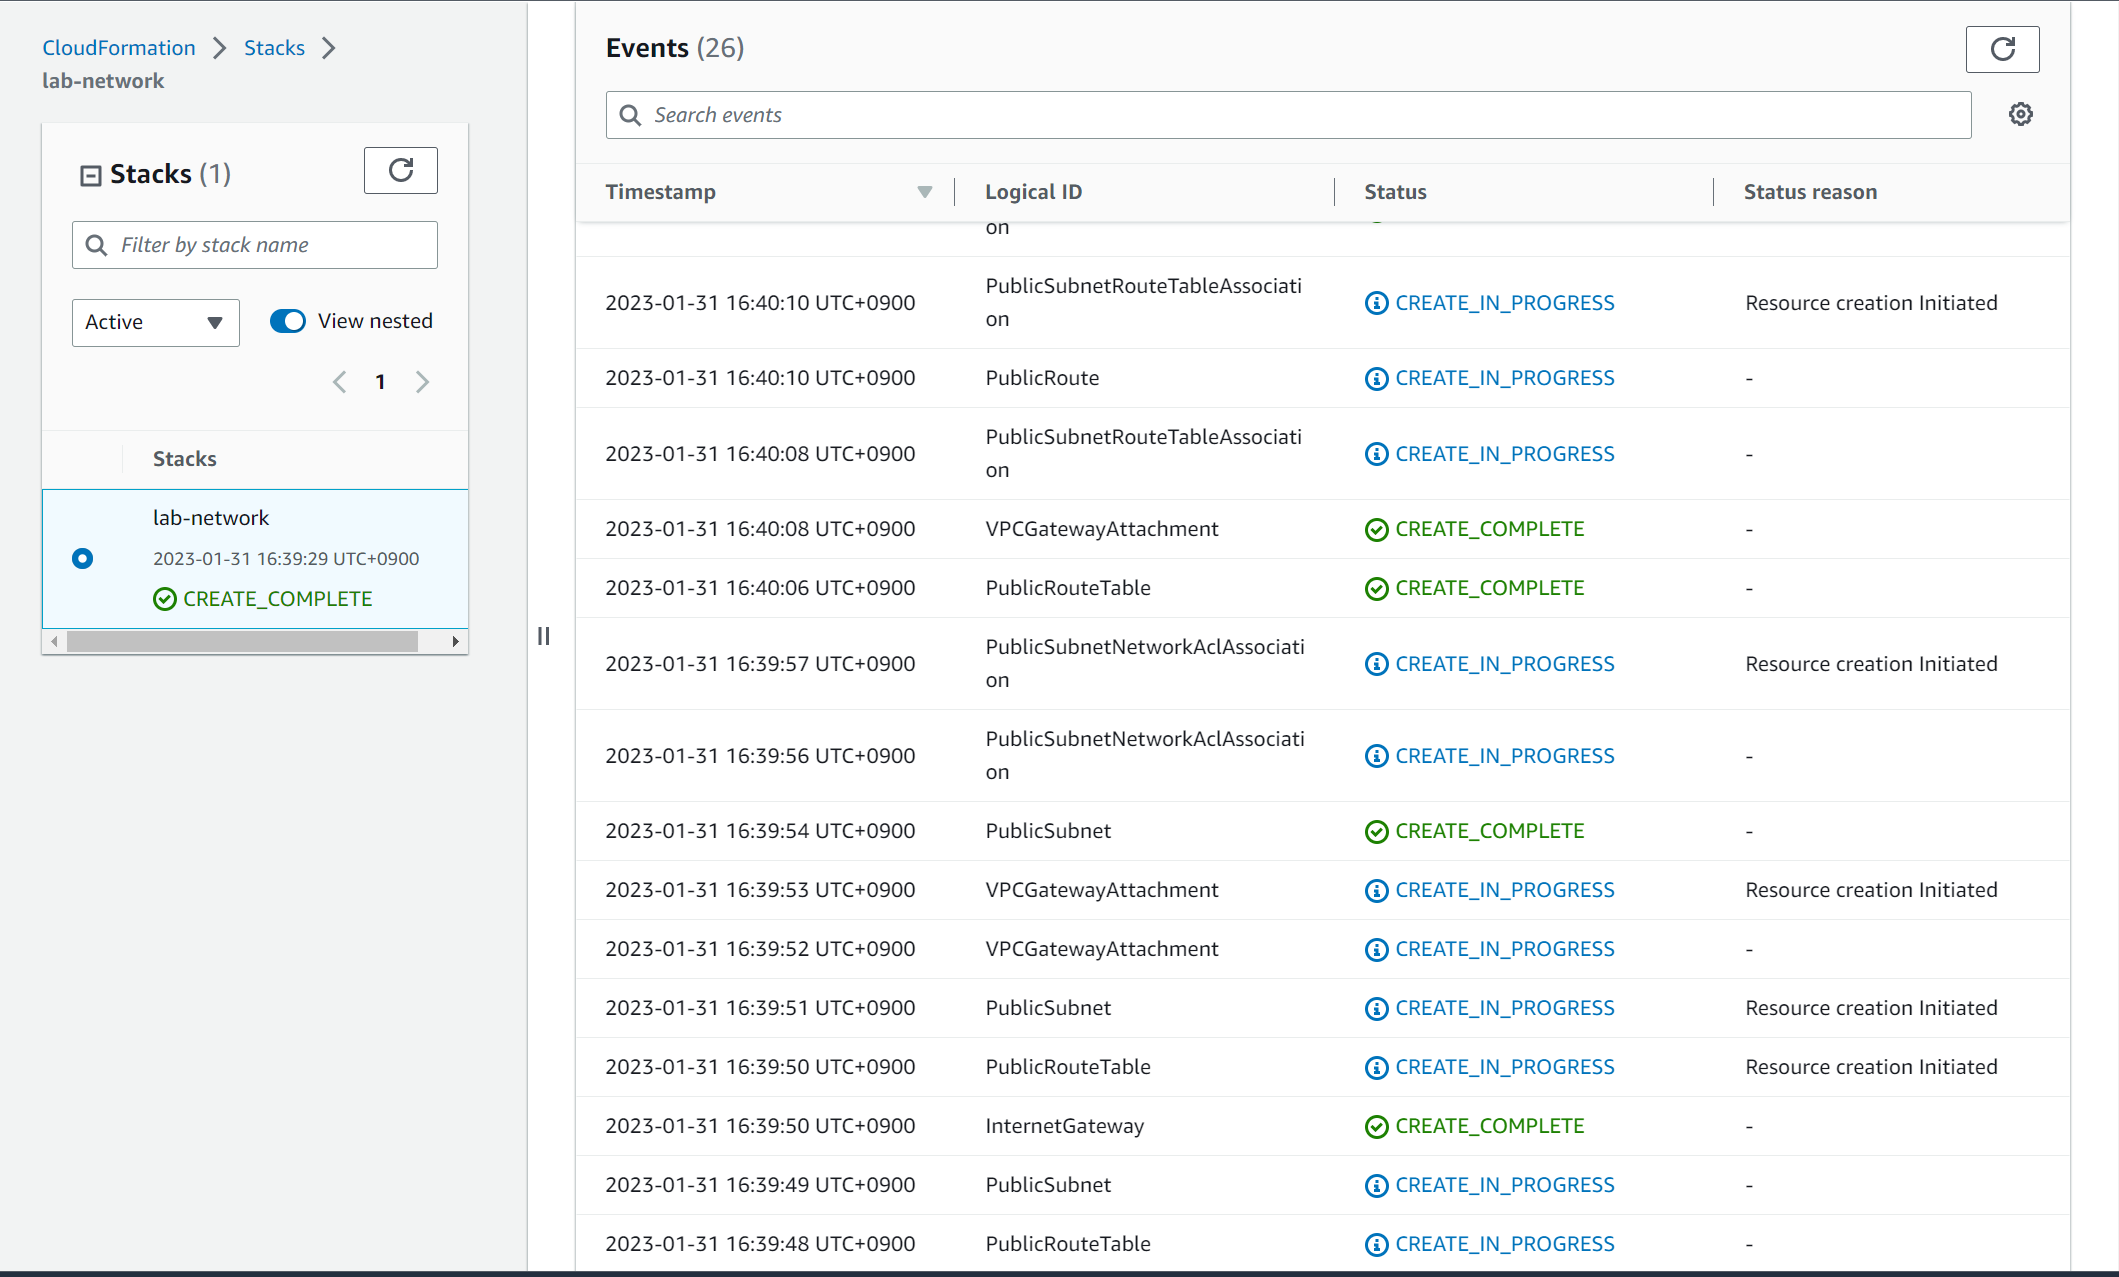 CloudFormation > Stacks >
lab-network
Stacks (1)
Filter by stack name
Active
View nested
1
Stacks
lab-network
2023-01-31 16:39:29 UTC+0900
CREATE_COMPLETE
Events (26)
Search events
Timestamp Logical ID Status Status reason
on
2023-01-31 16:40:10 UTC+0900 PublicSubnetRouteTableAssociati CREATE_IN_PROGRESS Resource creation Initiated
on
2023-01-31 16:40:10 UTC+0900 PublicRoute CREATE_IN_PROGRESS -
2023-01-31 16:40:08 UTC+0900 PublicSubnetRouteTableAssociati CREATE_IN_PROGRESS -
on
2023-01-31 16:40:08 UTC+0900 VPCGatewayAttachment CREATE_COMPLETE -
2023-01-31 16:40:06 UTC+0900 PublicRouteTable CREATE_COMPLETE -
2023-01-31 16:39:57 UTC+0900 PublicSubnetNetworkAclAssociati CREATE_IN_PROGRESS Resource creation Initiated
on
2023-01-31 16:39:56 UTC+0900 PublicSubnetNetworkAclAssociati CREATE_IN_PROGRESS -
on
2023-01-31 16:39:54 UTC+0900 PublicSubnet CREATE_COMPLETE -
2023-01-31 16:39:53 UTC+0900 VPCGatewayAttachment CREATE_IN_PROGRESS Resource creation Initiated
2023-01-31 16:39:52 UTC+0900 VPCGatewayAttachment CREATE_IN_PROGRESS -
2023-01-31 16:39:51 UTC+0900 PublicSubnet CREATE_IN_PROGRESS Resource creation Initiated
2023-01-31 16:39:50 UTC+0900 PublicRouteTable CREATE_IN_PROGRESS Resource creation Initiated
2023-01-31 16:39:50 UTC+0900 InternetGateway CREATE_COMPLETE -
2023-01-31 16:39:49 UTC+0900 PublicSubnet CREATE_IN_PROGRESS -
2023-01-31 16:39:48 UTC+0900 PublicRouteTable CREATE_IN_PROGRESS -